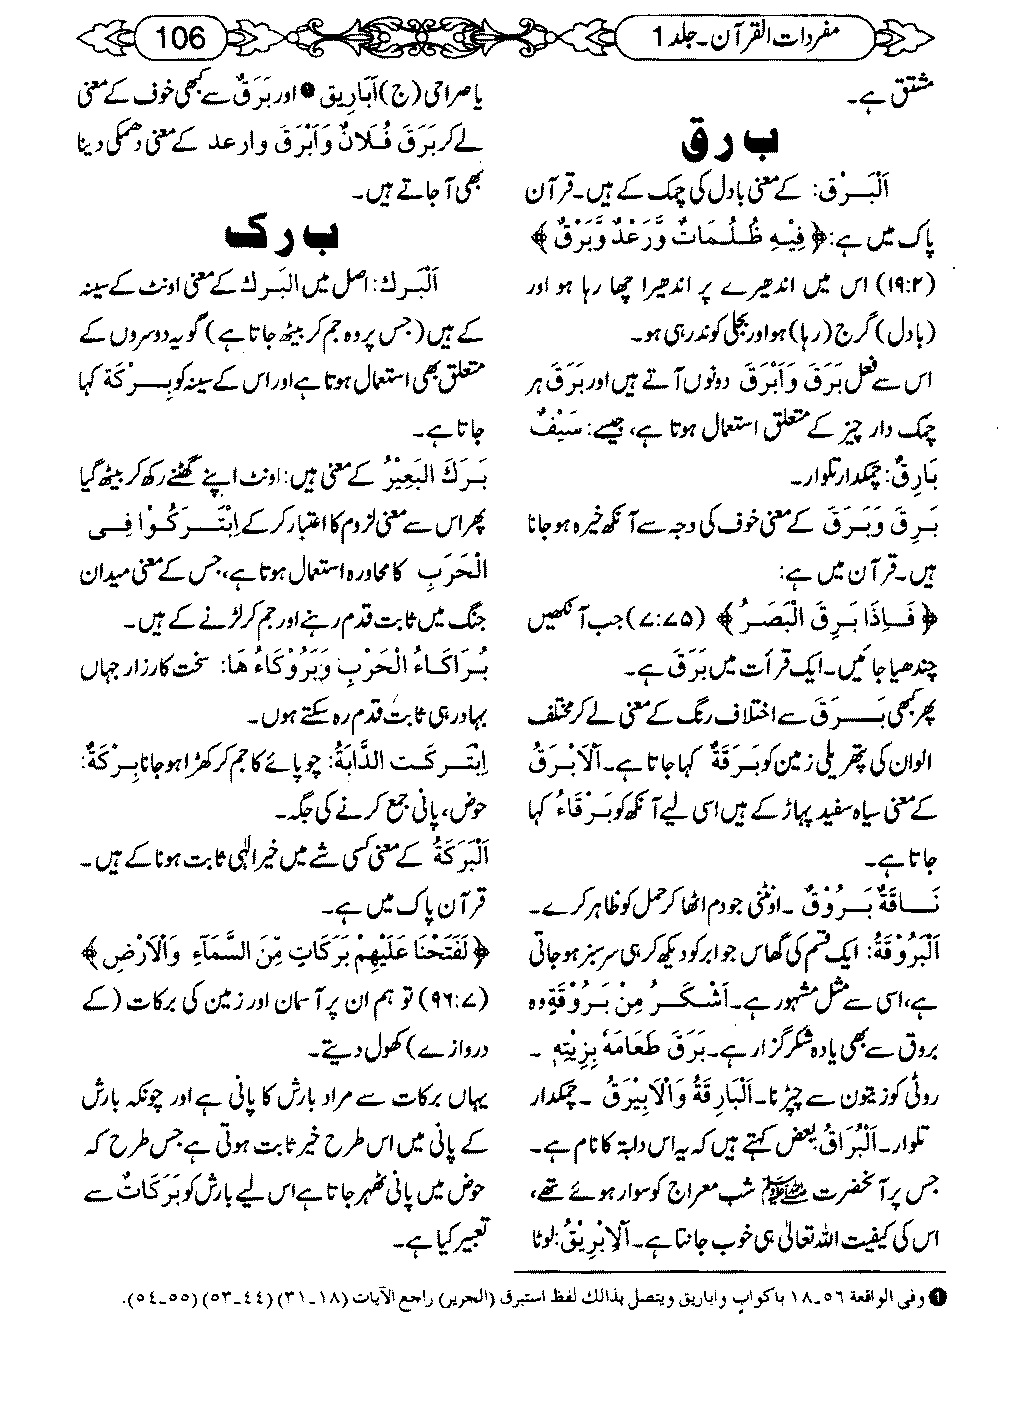 مفردات القرآن۔جلد 1
106
مشتق ہے۔
ب ر ق
اَلْبَرْق: کے معنی بادل کی چمک کے ہیں۔قرآن
پاک میں ہے:﴿فِیْهِ ظُلُمَاتٌ وَّرَعْدٌ وَّبَرْقٌ﴾
(۱۹:۲) اس میں اندھیرے پر اندھیرا چھا رہا ہو اور
(بادل) گرج (رہا) ہو اور بجلی کوند رہی ہو۔
اس سے فعل بَرَقَ وَاَبْرَقَ دونوں آتے ہیں اور بَرَقَ ہر
چمک دار چیز کے متعلق استعمال ہوتا ہے، جیسے: سَیْفٌ
بَارِقٌ: چمکدار تلوار۔
بَرِقَ وَبَرَقَ کے معنی خوف کی وجہ سے آنکھ خیرہ ہوجانا
ہیں۔قرآن میں ہے:
﴿فَاِذَا بَرِقَ الْبَصَرُ﴾ (۷:۷۵) جب آنکھیں
چندھیا جائیں۔ایک قرأت میں بَرَقَ ہے۔
پھر کبھی بَرَقَ سے اختلاف رنگ کے معنی لے کر مختلف
الوان کی پتھریلی زمین کو بَرَقَةٌ کہا جاتا ہے۔اَلْاَبْرَقُ
کے معنی سیاہ سفید پہاڑ کے ہیں اسی لیے آنکھ کو بَرْقَاءُ کہا
جاتا ہے۔
نَاقَةٌ بَرُوْقٌ ۔اونٹنی جو دم اٹھا کر حمل کو ظاہر کرے۔
اَلْبَرُوْقَةُ: ایک قسم کی گھاس جو ابر کو دیکھ کر ہی سرسبز ہوجاتی
ہے، اسی سے مثل مشہور ہے۔اَشْکَرُ مِنْ بَرُوْقَةٍ وہ
بروق سے بھی یادہ شکرگزار ہے۔بَرَقَ طَعَامَهٗ بِزِیْتِهٖ ۔
روٹی کو زیتون سے چپڑنا۔اَلْبَارِقَةُ وَالْاُبَیْرَقُ ۔چمکدار
تلوار۔اَلْبُرَاقُ بعض کہتے ہیں کہ یہ اس دابۃ کا نام ہے۔
جس پر آنحضرت ﷺ شب معراج کو سوار ہوئے تھے،
اس کی کیفیت اللہ تعالیٰ ہی خوب جانتا ہے۔اَلْاِبْرِیْقُ: لوٹا
یا صراحی (ج) اَبَارِیق❶ اور بَرَقٌ سے کبھی خوف کے معنی
لے کر بَرَقَ فُلَانٌ وَاَبْرَقَ وارعد کے معنی دھمکی دینا
بھی آجاتے ہیں۔
ب ر ک
اَلْبَرك: اصل میں البَرك کے معنی اونٹ کے سینہ
کے ہیں (جس پر وہ جم کر بیٹھ جاتا ہے) گو یہ دوسروں کے
متعلق بھی استعمال ہوتا ہے اور اس کے سینہ کو بِرْكَة کہا
جاتا ہے۔
بَرَكَ البَعِیْرُ کے معنی ہیں: اونٹ اپنے گھٹنے رکھ کر بیٹھ گیا
پھر اس سے معنی لزوم کا اعتبار کر کے اِبْتَرَکُوْا فِی
الْحَرَبِ کا محاورہ استعمال ہوتا ہے، جس کے معنی میدان
جنگ میں ثابت قدم رہنے اور جم کر لڑنے کے ہیں۔
بُرَاکَاءُ الْحَرْبِ وَبَرُوْکَاءُ هَا: سخت کارزار جہاں
بہادر ہی ثابت قدم رہ سکتے ہوں۔
اِبْتَرَکت الدَّابَةُ: چوپائے کا جم کر کھڑا ہوجانا بِرْکَةٌ:
حوض، پانی جمع کرنے کی جگہ۔
اَلْبَرَکَةُ کے معنی کسی شے میں خیر الٰہی ثابت ہونا کے ہیں۔
قرآن پاک میں ہے۔
﴿لَفَتَحْنَا عَلَیْهِمْ بَرَکَاتٍ مِّنَ السَّمَآءِ وَالْاَرْضِ﴾
(۹۶:۷) تو ہم ان پر آسمان اور زمین کی برکات (کے
دروازے) کھول دیتے۔
یہاں برکات سے مراد بارش کا پانی ہے اور چونکہ بارش
کے پانی میں اس طرح خیر ثابت ہوتی ہے جس طرح کہ
حوض میں پانی ٹھہر جاتا ہے اس لیے بارش کو بَرَکَاتٌ سے
تعبیر کیا ہے۔
❶ وفی الواقعة ۵۶۔۱۸ باکواب واباریق ویتصل بذالك لفظ استبرق (الحریر) راجع الآیات (۱۸۔۳۱) (۴۴۔۵۳) (۵۵۔۵۴).